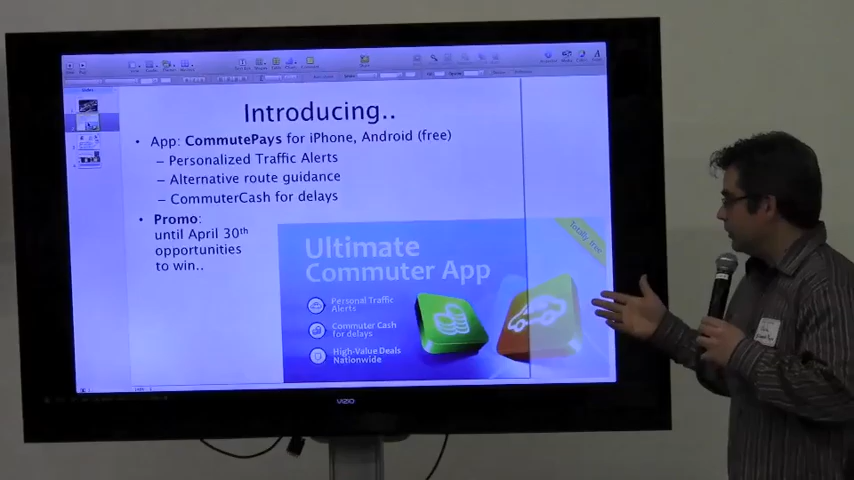 Introducing..
• App: CommutePays for iPhone, Android (free)
– Personalized Traffic Alerts
– Alternative route guidance
– CommuterCash for delays
• Promo:
until April 30th
opportunities
to win..
Totally free
Ultimate
Commuter App
Personal Traffic
Alerts
Commuter Cash
for delays
High-Value Deals
Nationwide
VIZIO